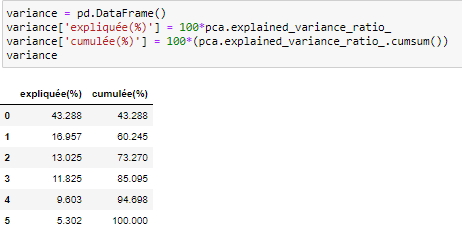 variance = pd.DataFrame()
variance['expliquée(%)'] = 100*pca.explained_variance_ratio_
variance['cumulée(%)'] = 100*(pca.explained_variance_ratio_.cumsum())
variance
expliquée(%) cumulée(%)
0 43.288 43.288
1 16.957 60.245
2 13.025 73.270
3 11.825 85.095
4 9.603 94.698
5 5.302 100.000